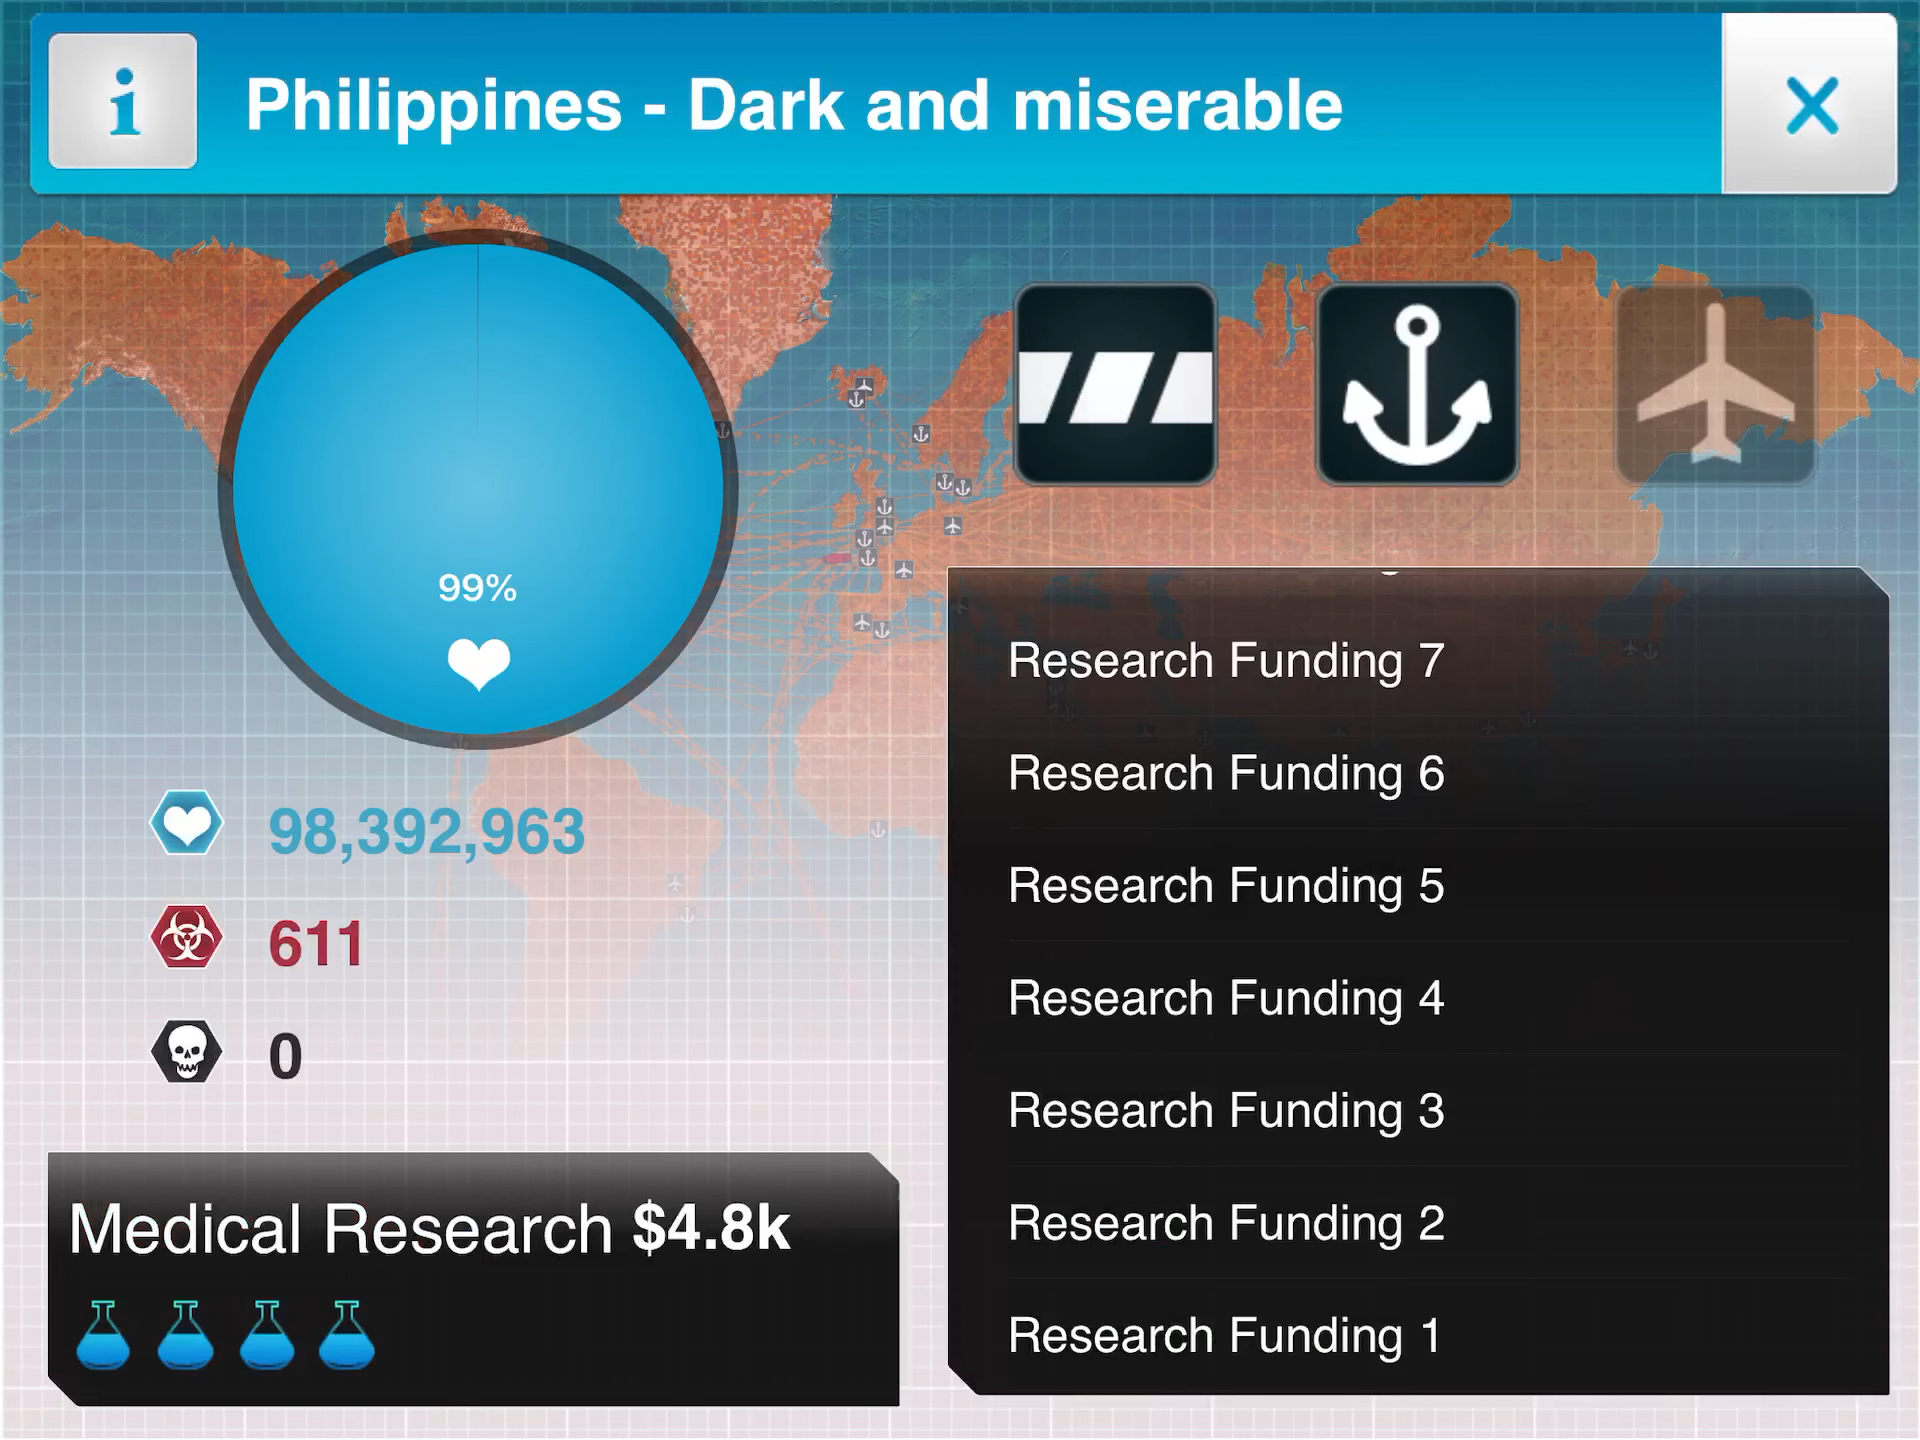 i
Philippines - Dark and miserable
99%
98,392,963
611
0
Medical Research $4.8k
Research Funding 7
Research Funding 6
Research Funding 5
Research Funding 4
Research Funding 3
Research Funding 2
Research Funding 1